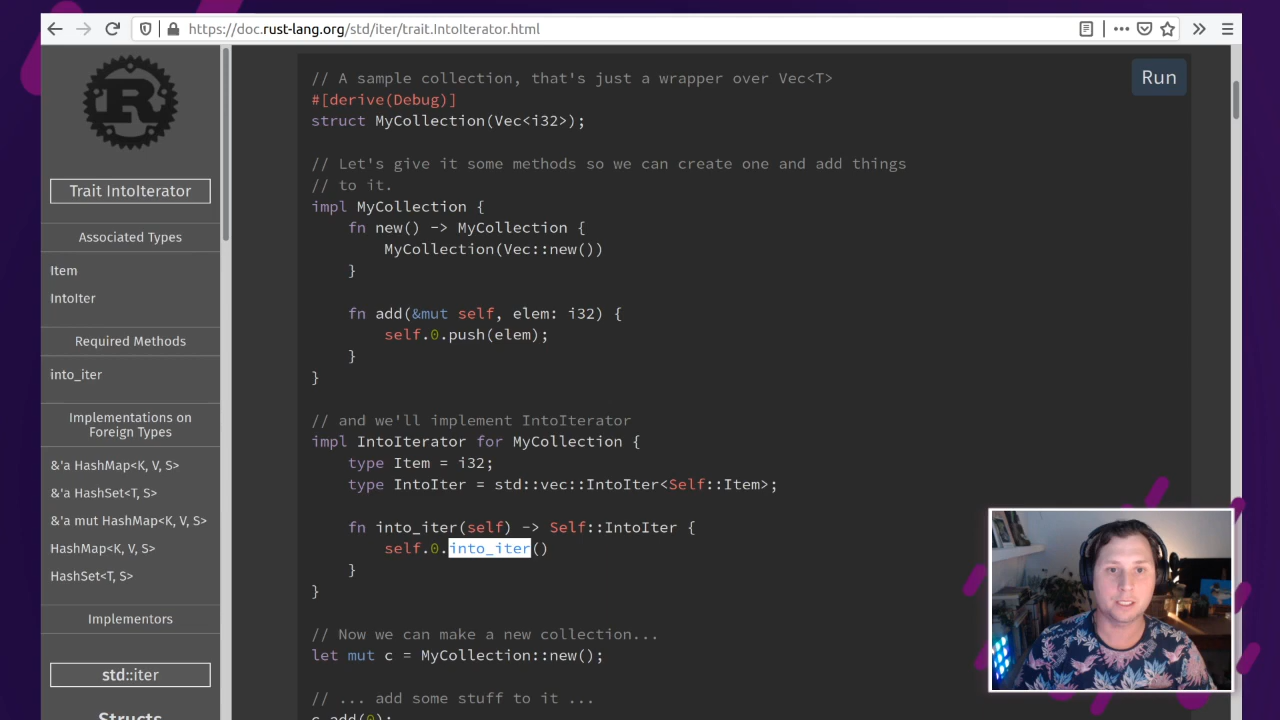 https://doc.rust-lang.org/std/iter/trait.IntoIterator.html
R
Trait IntoIterator
Associated Types
Item
IntoIter
Required Methods
into_iter
Implementations on
Foreign Types
&'a HashMap<K, V, S>
&'a HashSet<T, S>
&'a mut HashMap<K, V, S>
HashMap<K, V, S>
HashSet<T, S>
Implementors
std::iter
Structs
Run
// A sample collection, that's just a wrapper over Vec<T>
#[derive(Debug)]
struct MyCollection(Vec<i32>);
// Let's give it some methods so we can create one and add things
// to it.
impl MyCollection {
    fn new() -> MyCollection {
        MyCollection(Vec::new())
    }
    fn add(&mut self, elem: i32) {
        self.0.push(elem);
    }
}
// and we'll implement IntoIterator
impl IntoIterator for MyCollection {
    type Item = i32;
    type IntoIter = std::vec::IntoIter<Self::Item>;
    fn into_iter(self) -> Self::IntoIter {
        self.0.into_iter()
    }
}
// Now we can make a new collection...
let mut c = MyCollection::new();
// ... add some stuff to it ...
c.add(0);